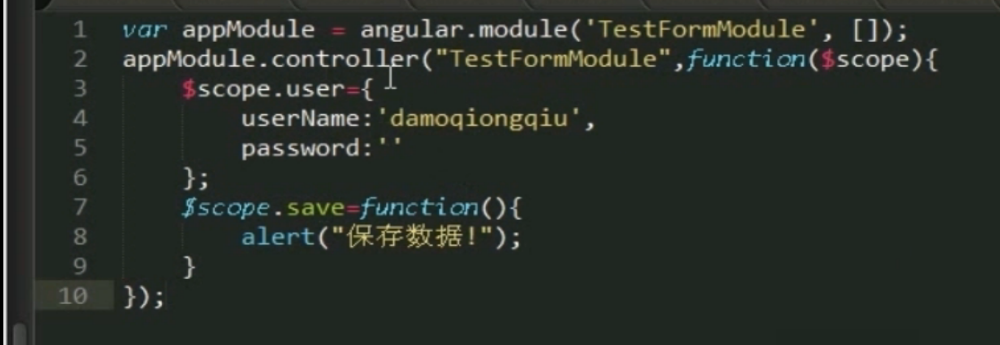 1 var appModule = angular.module('TestFormModule', []);
2 appModule.controller("TestFormModule",function($scope){
3     $scope.user={
4         userName:'damoqiongqiu',
5         password:''
6     };
7     $scope.save=function(){
8         alert("保存数据!");
9     }
10 });